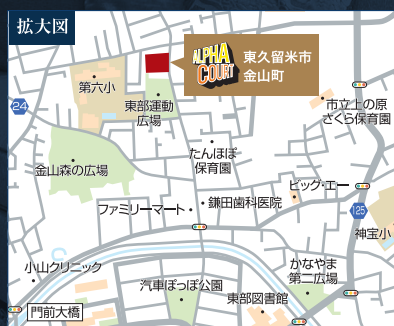 拡大図
ALPHA
COURT
東久留米市
金山町
第六小
24
東部運動
広場
市立上の原
さくら保育園
たんぽぽ
保育園
金山森の広場
ビッグ・エー
ファミリーマート
鎌田歯科医院
125
神宝小
小山クリニック
かなやま
第二広場
汽車ぽっぽ公園
東部図書館
門前大橋